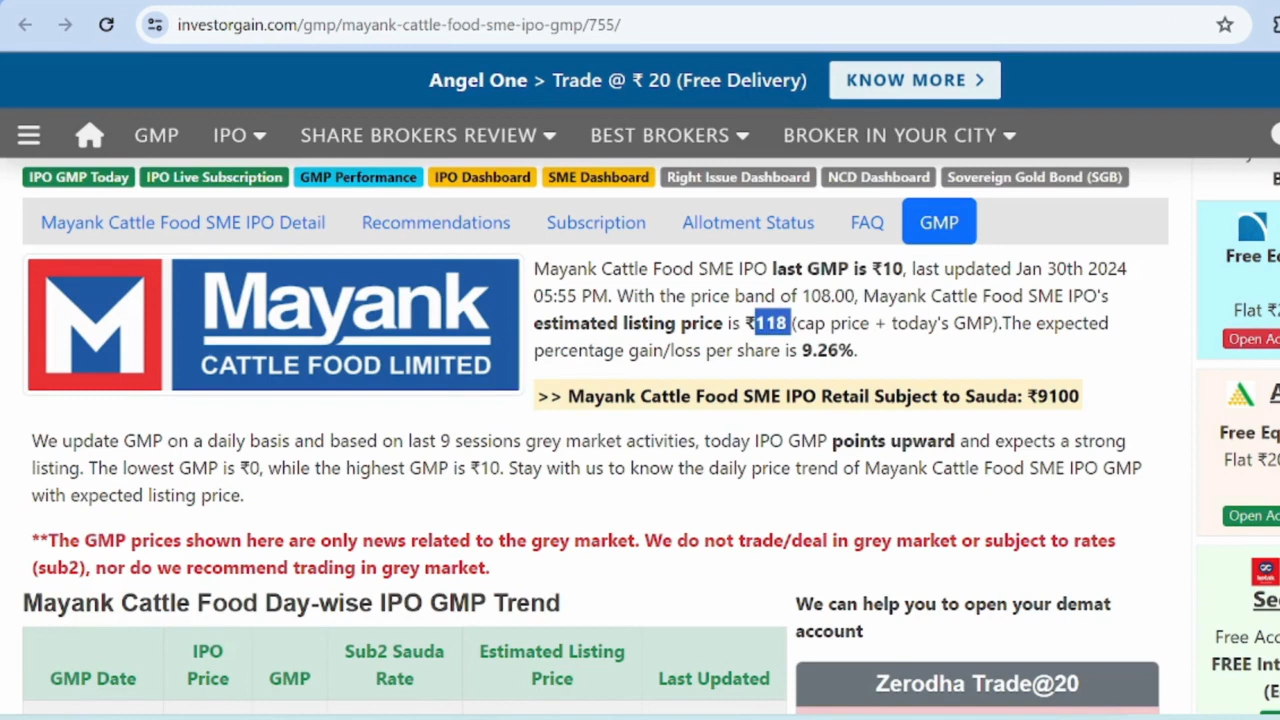 investorgain.com/gmp/mayank-cattle-food-sme-ipo-gmp/755/
Angel One > Trade @ ₹ 20 (Free Delivery) KNOW MORE
GMP IPO SHARE BROKERS REVIEW BEST BROKERS BROKER IN YOUR CITY
IPO GMP Today IPO Live Subscription GMP Performance IPO Dashboard SME Dashboard Right Issue Dashboard NCD Dashboard Sovereign Gold Bond (SGB)
Mayank Cattle Food SME IPO Detail Recommendations Subscription Allotment Status FAQ GMP
M
Mayank
CATTLE FOOD LIMITED
Mayank Cattle Food SME IPO last GMP is ₹10, last updated Jan 30th 2024
05:55 PM. With the price band of 108.00, Mayank Cattle Food SME IPO's
estimated listing price is ₹118 (cap price + today's GMP).The expected
percentage gain/loss per share is 9.26%.
>> Mayank Cattle Food SME IPO Retail Subject to Sauda: ₹9100
We update GMP on a daily basis and based on last 9 sessions grey market activities, today IPO GMP points upward and expects a strong
listing. The lowest GMP is ₹0, while the highest GMP is ₹10. Stay with us to know the daily price trend of Mayank Cattle Food SME IPO GMP
with expected listing price.
**The GMP prices shown here are only news related to the grey market. We do not trade/deal in grey market or subject to rates
(sub2), nor do we recommend trading in grey market.
Mayank Cattle Food Day-wise IPO GMP Trend
GMP Date
IPO
Price
GMP
Sub2 Sauda
Rate
Estimated Listing
Price
Last Updated
We can help you to open your demat
account
Zerodha Trade@20
B
Free Eq
Flat ₹2
Open Ac
A
Free Eq
Flat ₹20
Open Ac
kotak
Se
Free Acc
FREE Int
(E